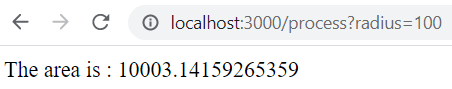 localhost:3000/process?radius=100
The area is : 10003.14159265359